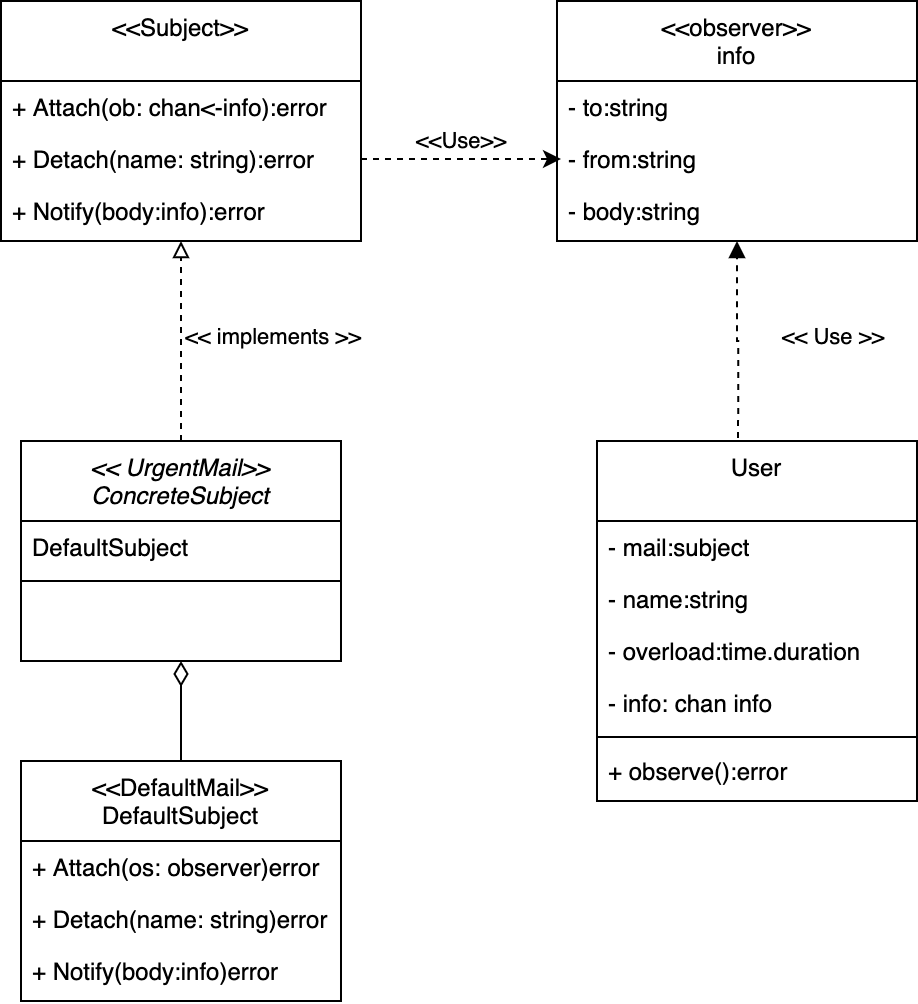 <<Subject>>
+ Attach(ob: chan<-info):error
+ Detach(name: string):error
+ Notify(body:info):error
<<Use>>
<<observer>>
info
- to:string
- from:string
- body:string
<< implements >>
<< Use >>
<< UrgentMail>>
ConcreteSubject
DefaultSubject
User
- mail:subject
- name:string
- overload:time.duration
- info: chan info
+ observe():error
<<DefaultMail>>
DefaultSubject
+ Attach(os: observer)error
+ Detach(name: string)error
+ Notify(body:info)error